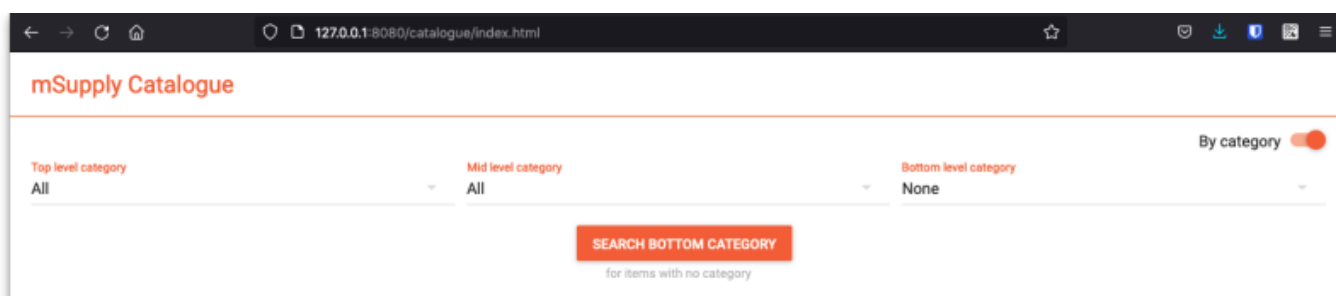 127.0.0.1:8080/catalogue/index.html
mSupply Catalogue
By category
Top level category
All
Mid level category
All
Bottom level category
None
SEARCH BOTTOM CATEGORY
for items with no category